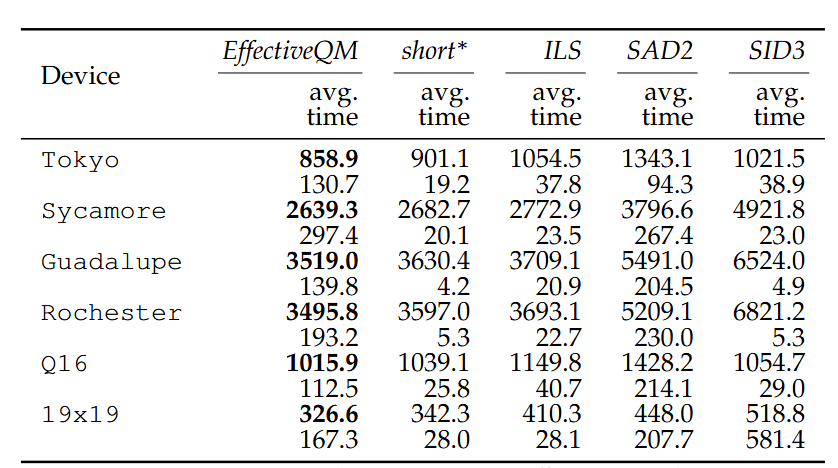 EffectiveQM short* ILS SAD2 SID3
Device
avg. avg. avg. avg. avg.
time time time time time
Tokyo 858.9 901.1 1054.5 1343.1 1021.5
130.7 19.2 37.8 94.3 38.9
Sycamore 2639.3 2682.7 2772.9 3796.6 4921.8
297.4 20.1 23.5 267.4 23.0
Guadalupe 3519.0 3630.4 3709.1 5491.0 6524.0
139.8 4.2 20.9 204.5 4.9
Rochester 3495.8 3597.0 3693.1 5209.1 6821.2
193.2 5.3 22.7 230.0 5.3
Q16 1015.9 1039.1 1149.8 1428.2 1054.7
112.5 25.8 40.7 214.1 29.0
19x19 326.6 342.3 410.3 448.0 518.8
167.3 28.0 28.1 207.7 581.4